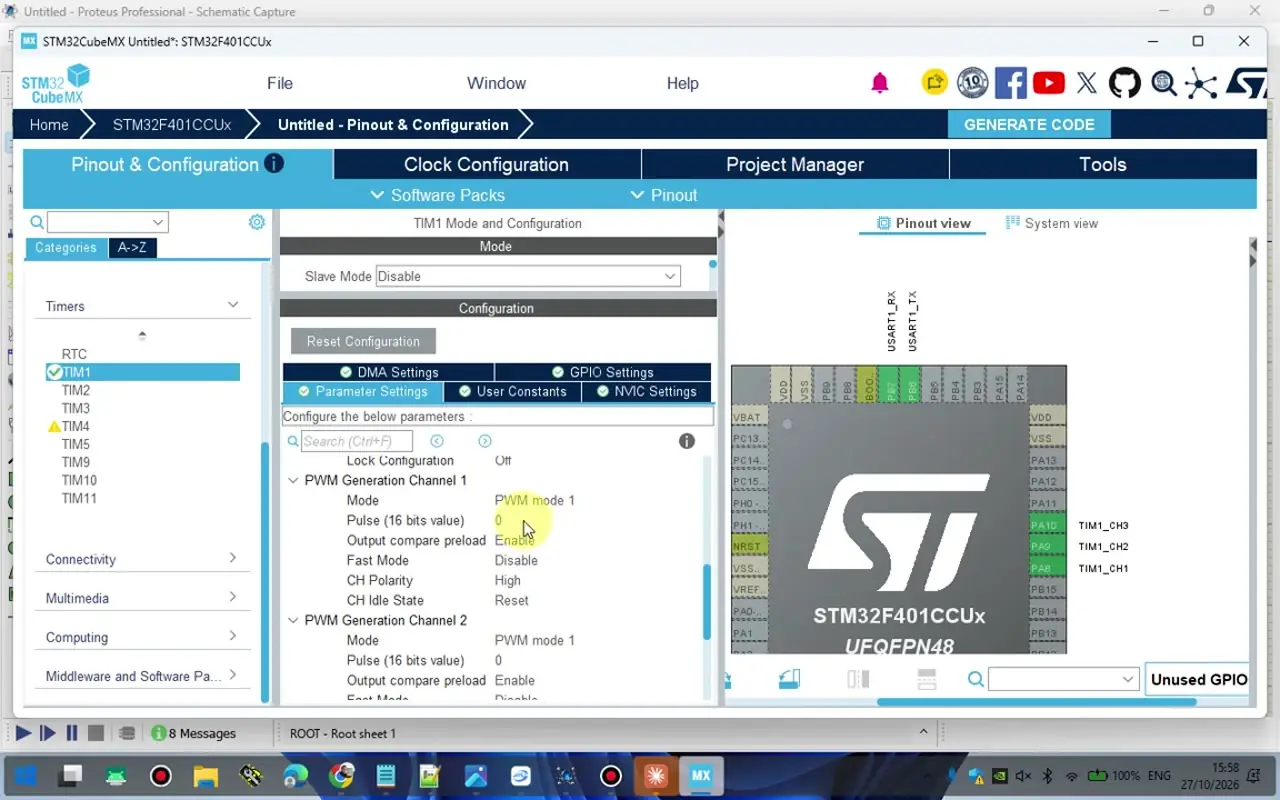 Untitled - Proteus Professional - Schematic Capture
MX STM32CubeMX Untitled*: STM32F401CCUx
STM32
CubeMX
File
Window
Help
10
Home
STM32F401CCUx
Untitled - Pinout & Configuration
GENERATE CODE
Pinout & Configuration
Clock Configuration
Project Manager
Tools
Software Packs
Pinout
Categories
A->Z
Timers
RTC
TIM1
TIM2
TIM3
TIM4
TIM5
TIM9
TIM10
TIM11
Connectivity
Multimedia
Computing
Middleware and Software Pa...
TIM1 Mode and Configuration
Mode
Slave Mode Disable
Configuration
Reset Configuration
DMA Settings
GPIO Settings
Parameter Settings
User Constants
NVIC Settings
Configure the below parameters :
Search (Ctrl+F)
Lock Configuration Off
PWM Generation Channel 1
Mode PWM mode 1
Pulse (16 bits value) 0
Output compare preload Enable
Fast Mode Disable
CH Polarity High
CH Idle State Reset
PWM Generation Channel 2
Mode PWM mode 1
Pulse (16 bits value) 0
Output compare preload Enable
Fast Mode Disable
Pinout view
System view
USART1_RX
USART1_TX
VDD
VSS
PB9
PB8
BOO..
PB7
PB6
PB5
PB4
PB3
PA15
PA14
VBAT
PC13..
PC14..
PC15..
PH0-..
PH1-..
NRST
VSS..
VREF..
PA0-..
PA1
VDD
VSS
PA13
PA12
PA11
PA10 TIM1_CH3
PA9 TIM1_CH2
PA8 TIM1_CH1
PB15
PB14
PB13
STM32F401CCUx
UFQFPN48
Unused GPIO
8 Messages
ROOT - Root sheet 1
MX
100%
ENG
15:58
27/10/2026